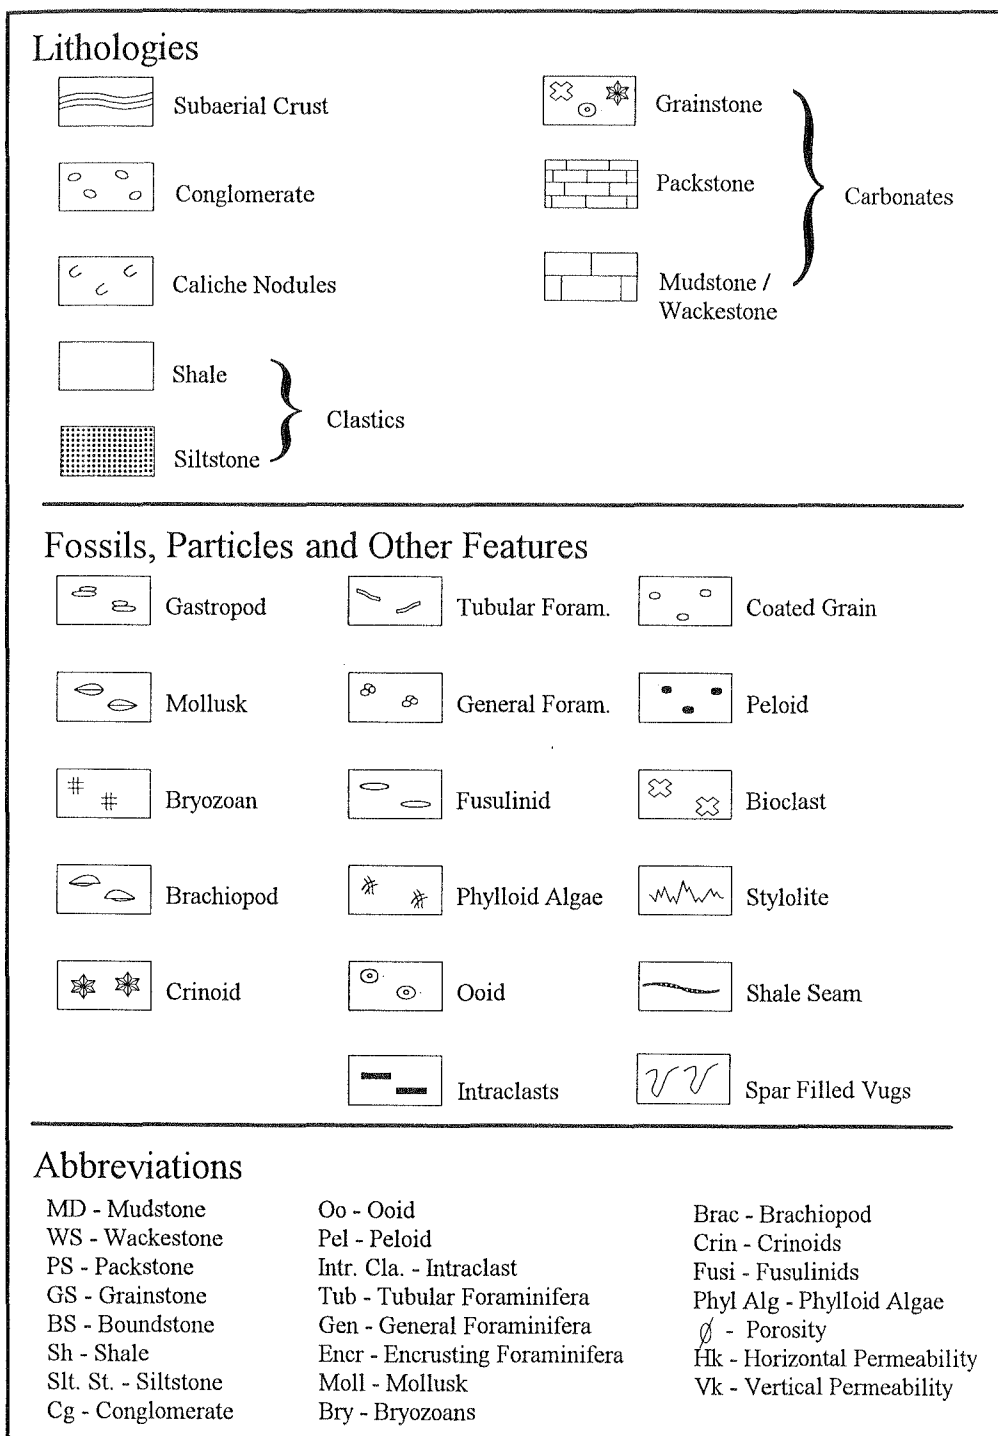 Lithologies
Subaerial Crust
Conglomerate
Caliche Nodules
Shale
Siltstone
Clastics
Grainstone
Packstone
Mudstone /
Wackestone
Carbonates
Fossils, Particles and Other Features
Gastropod
Mollusk
Bryozoan
Brachiopod
Crinoid
Tubular Foram.
General Foram.
Fusulinid
Phylloid Algae
Ooid
Intraclasts
Coated Grain
Peloid
Bioclast
Stylolite
Shale Seam
Spar Filled Vugs
Abbreviations
MD - Mudstone
WS - Wackestone
PS - Packstone
GS - Grainstone
BS - Boundstone
Sh - Shale
Slt. St. - Siltstone
Cg - Conglomerate
Oo - Ooid
Pel - Peloid
Intr. Cla. - Intraclast
Tub - Tubular Foraminifera
Gen - General Foraminifera
Encr - Encrusting Foraminifera
Moll - Mollusk
Bry - Bryozoans
Brac - Brachiopod
Crin - Crinoids
Fusi - Fusulinids
Phyl Alg - Phylloid Algae
ϕ - Porosity
Hk - Horizontal Permeability
Vk - Vertical Permeability